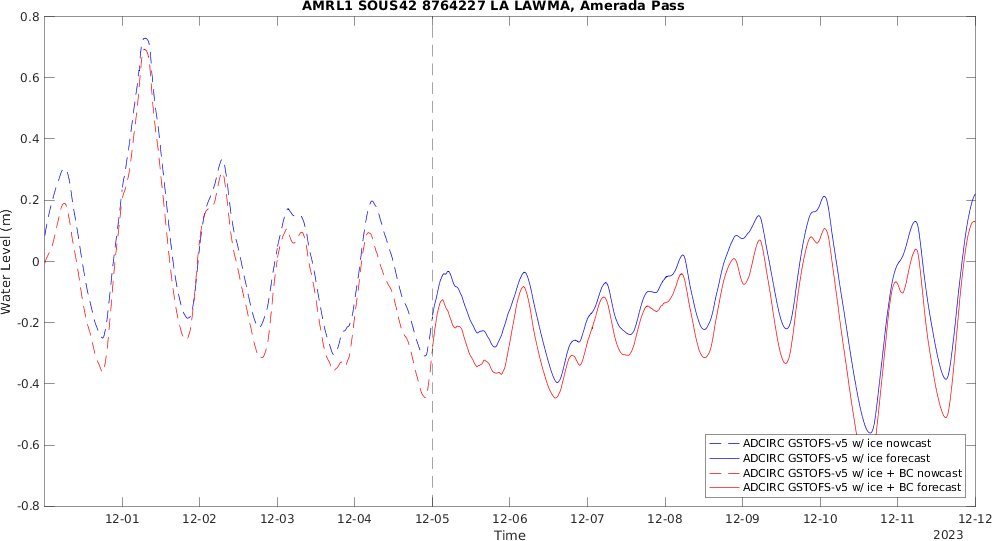 AMRL1 SOUS42 8764227 LA LAWMA, Amerada Pass
Water Level (m)
0.8
0.6
0.4
0.2
0
-0.2
-0.4
-0.6
-0.8
ADCIRC GSTOFS-v5 w/ ice nowcast
ADCIRC GSTOFS-v5 w/ ice forecast
ADCIRC GSTOFS-v5 w/ ice + BC nowcast
ADCIRC GSTOFS-v5 w/ ice + BC forecast
12-01 12-02 12-03 12-04 12-05 12-06 12-07 12-08 12-09 12-10 12-11 12-12
Time
2023